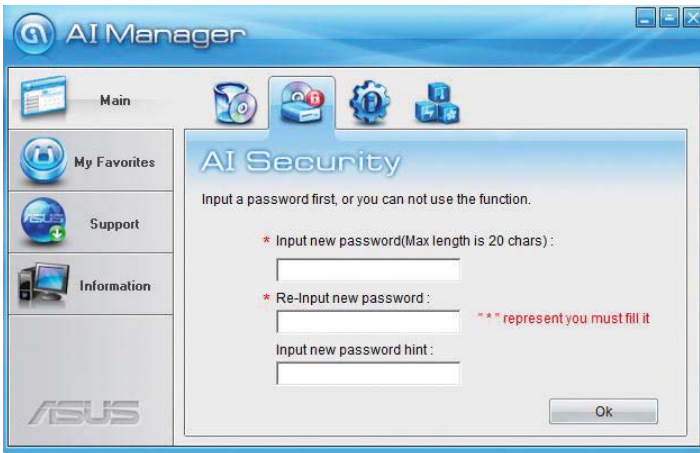 AI Manager
Main
My Favorites
Support
Information
ASUS
ASUS
AI Security
Input a password first, or you can not use the function.
* Input new password(Max length is 20 chars) :
* Re-Input new password :
" * " represent you must fill it
Input new password hint :
Ok